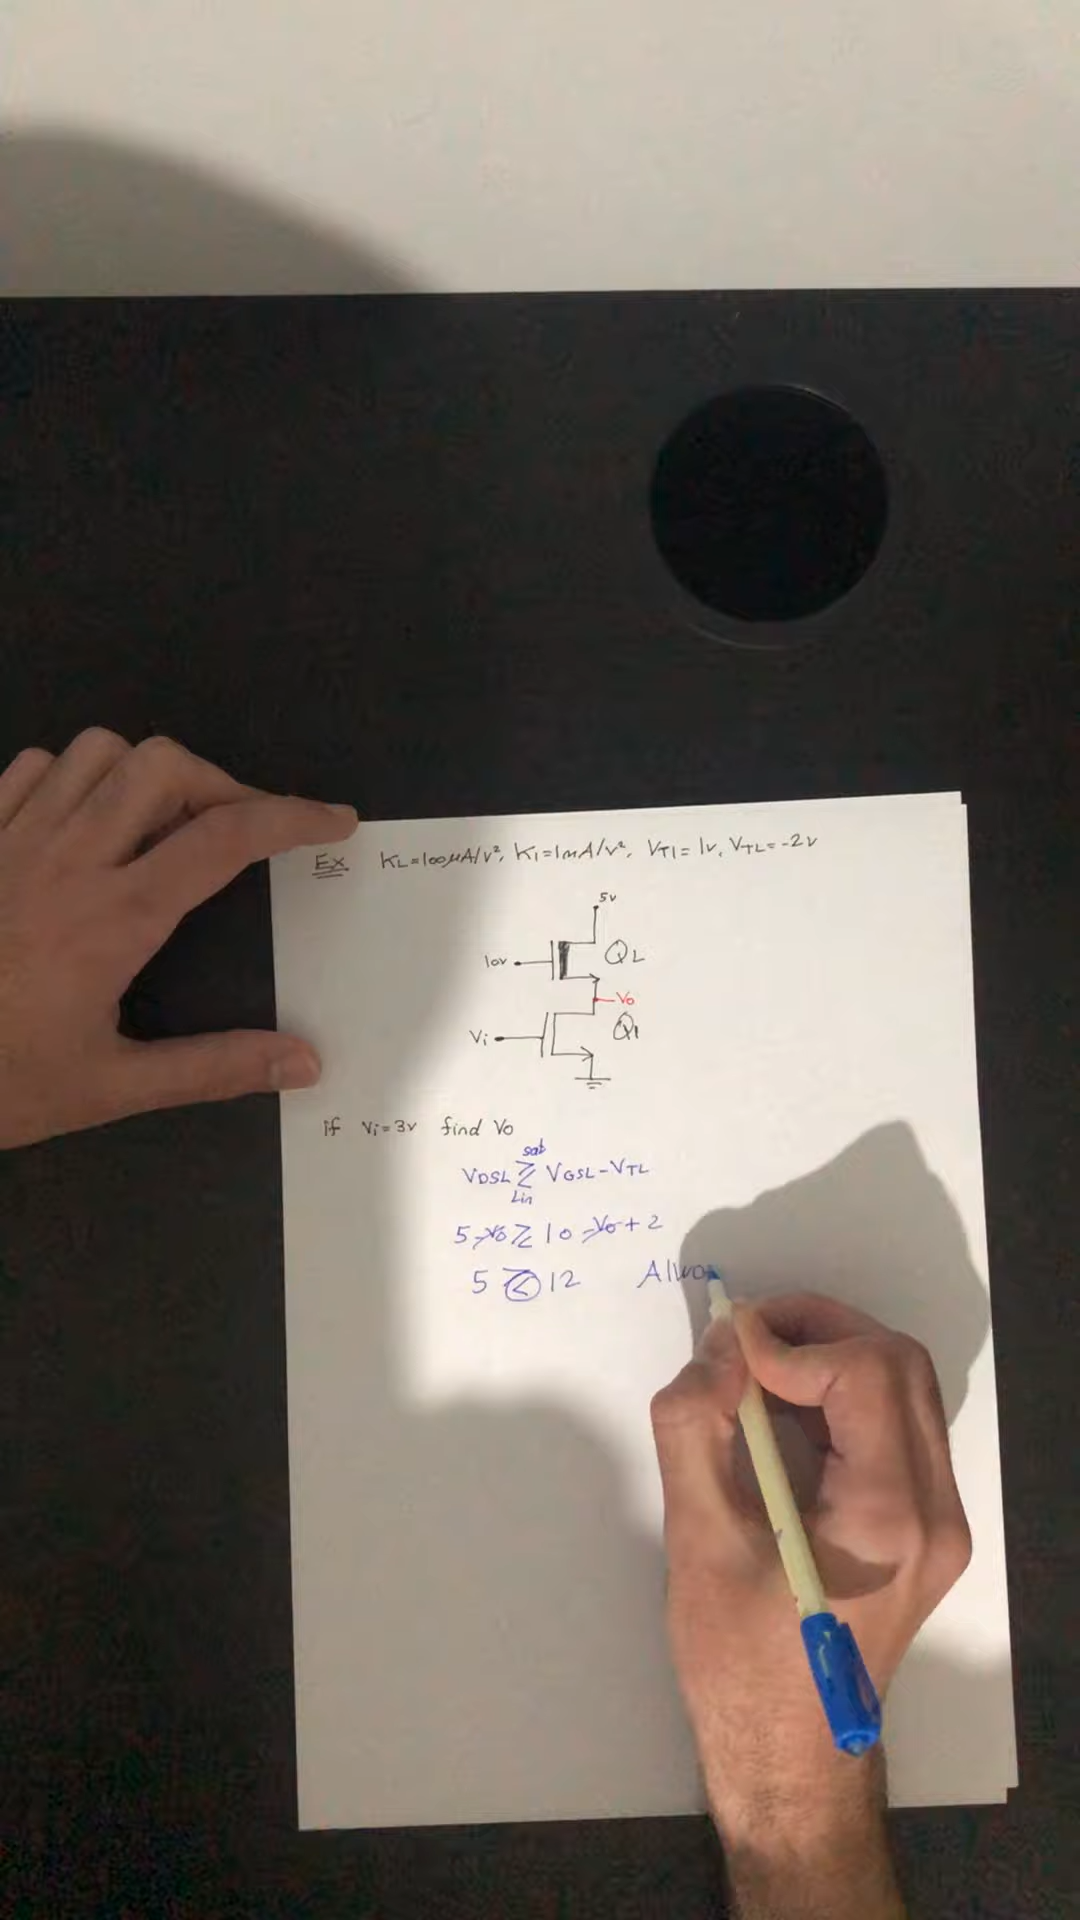 Ex. KL=100μA/V², K1=1mA/V², VT1=1V, VTL=-2V
5V
10V
QL
Vo
Vi
Q1
if Vi=3V find Vo
sat
VDSL ≷ VGSL-VTL
Lin
5-Vo ≷ 10-Vo+2
5 < 12 Alwa